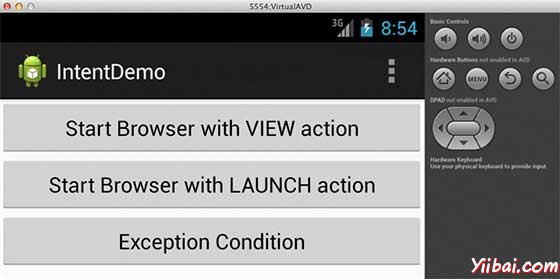 5554:VirtualAVD
3G 8:54
IntentDemo
Start Browser with VIEW action
Start Browser with LAUNCH action
Exception Condition
Basic Controls
Hardware Buttons not enabled in AVD
MENU
DPAD not enabled in AVD
Hardware Keyboard
Use your physical keyboard to provide input
Yiibai.com